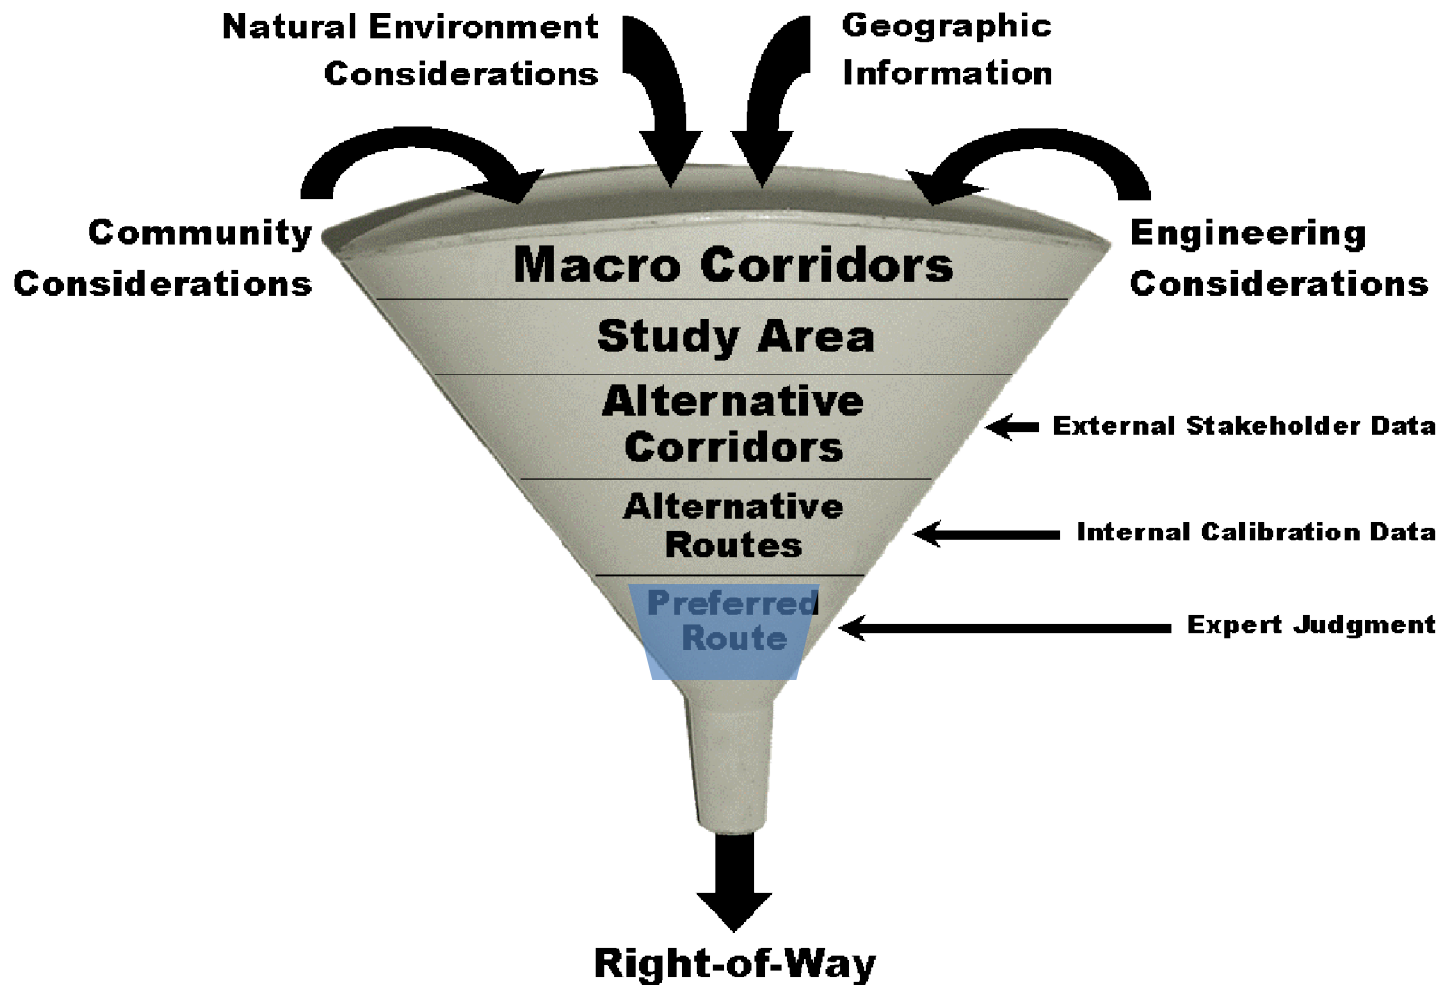 Natural Environment
Considerations
Geographic
Information
Community
Considerations
Engineering
Considerations
Macro Corridors
Study Area
Alternative
Corridors
External Stakeholder Data
Alternative
Routes
Internal Calibration Data
Preferred
Route
Expert Judgment
Right-of-Way